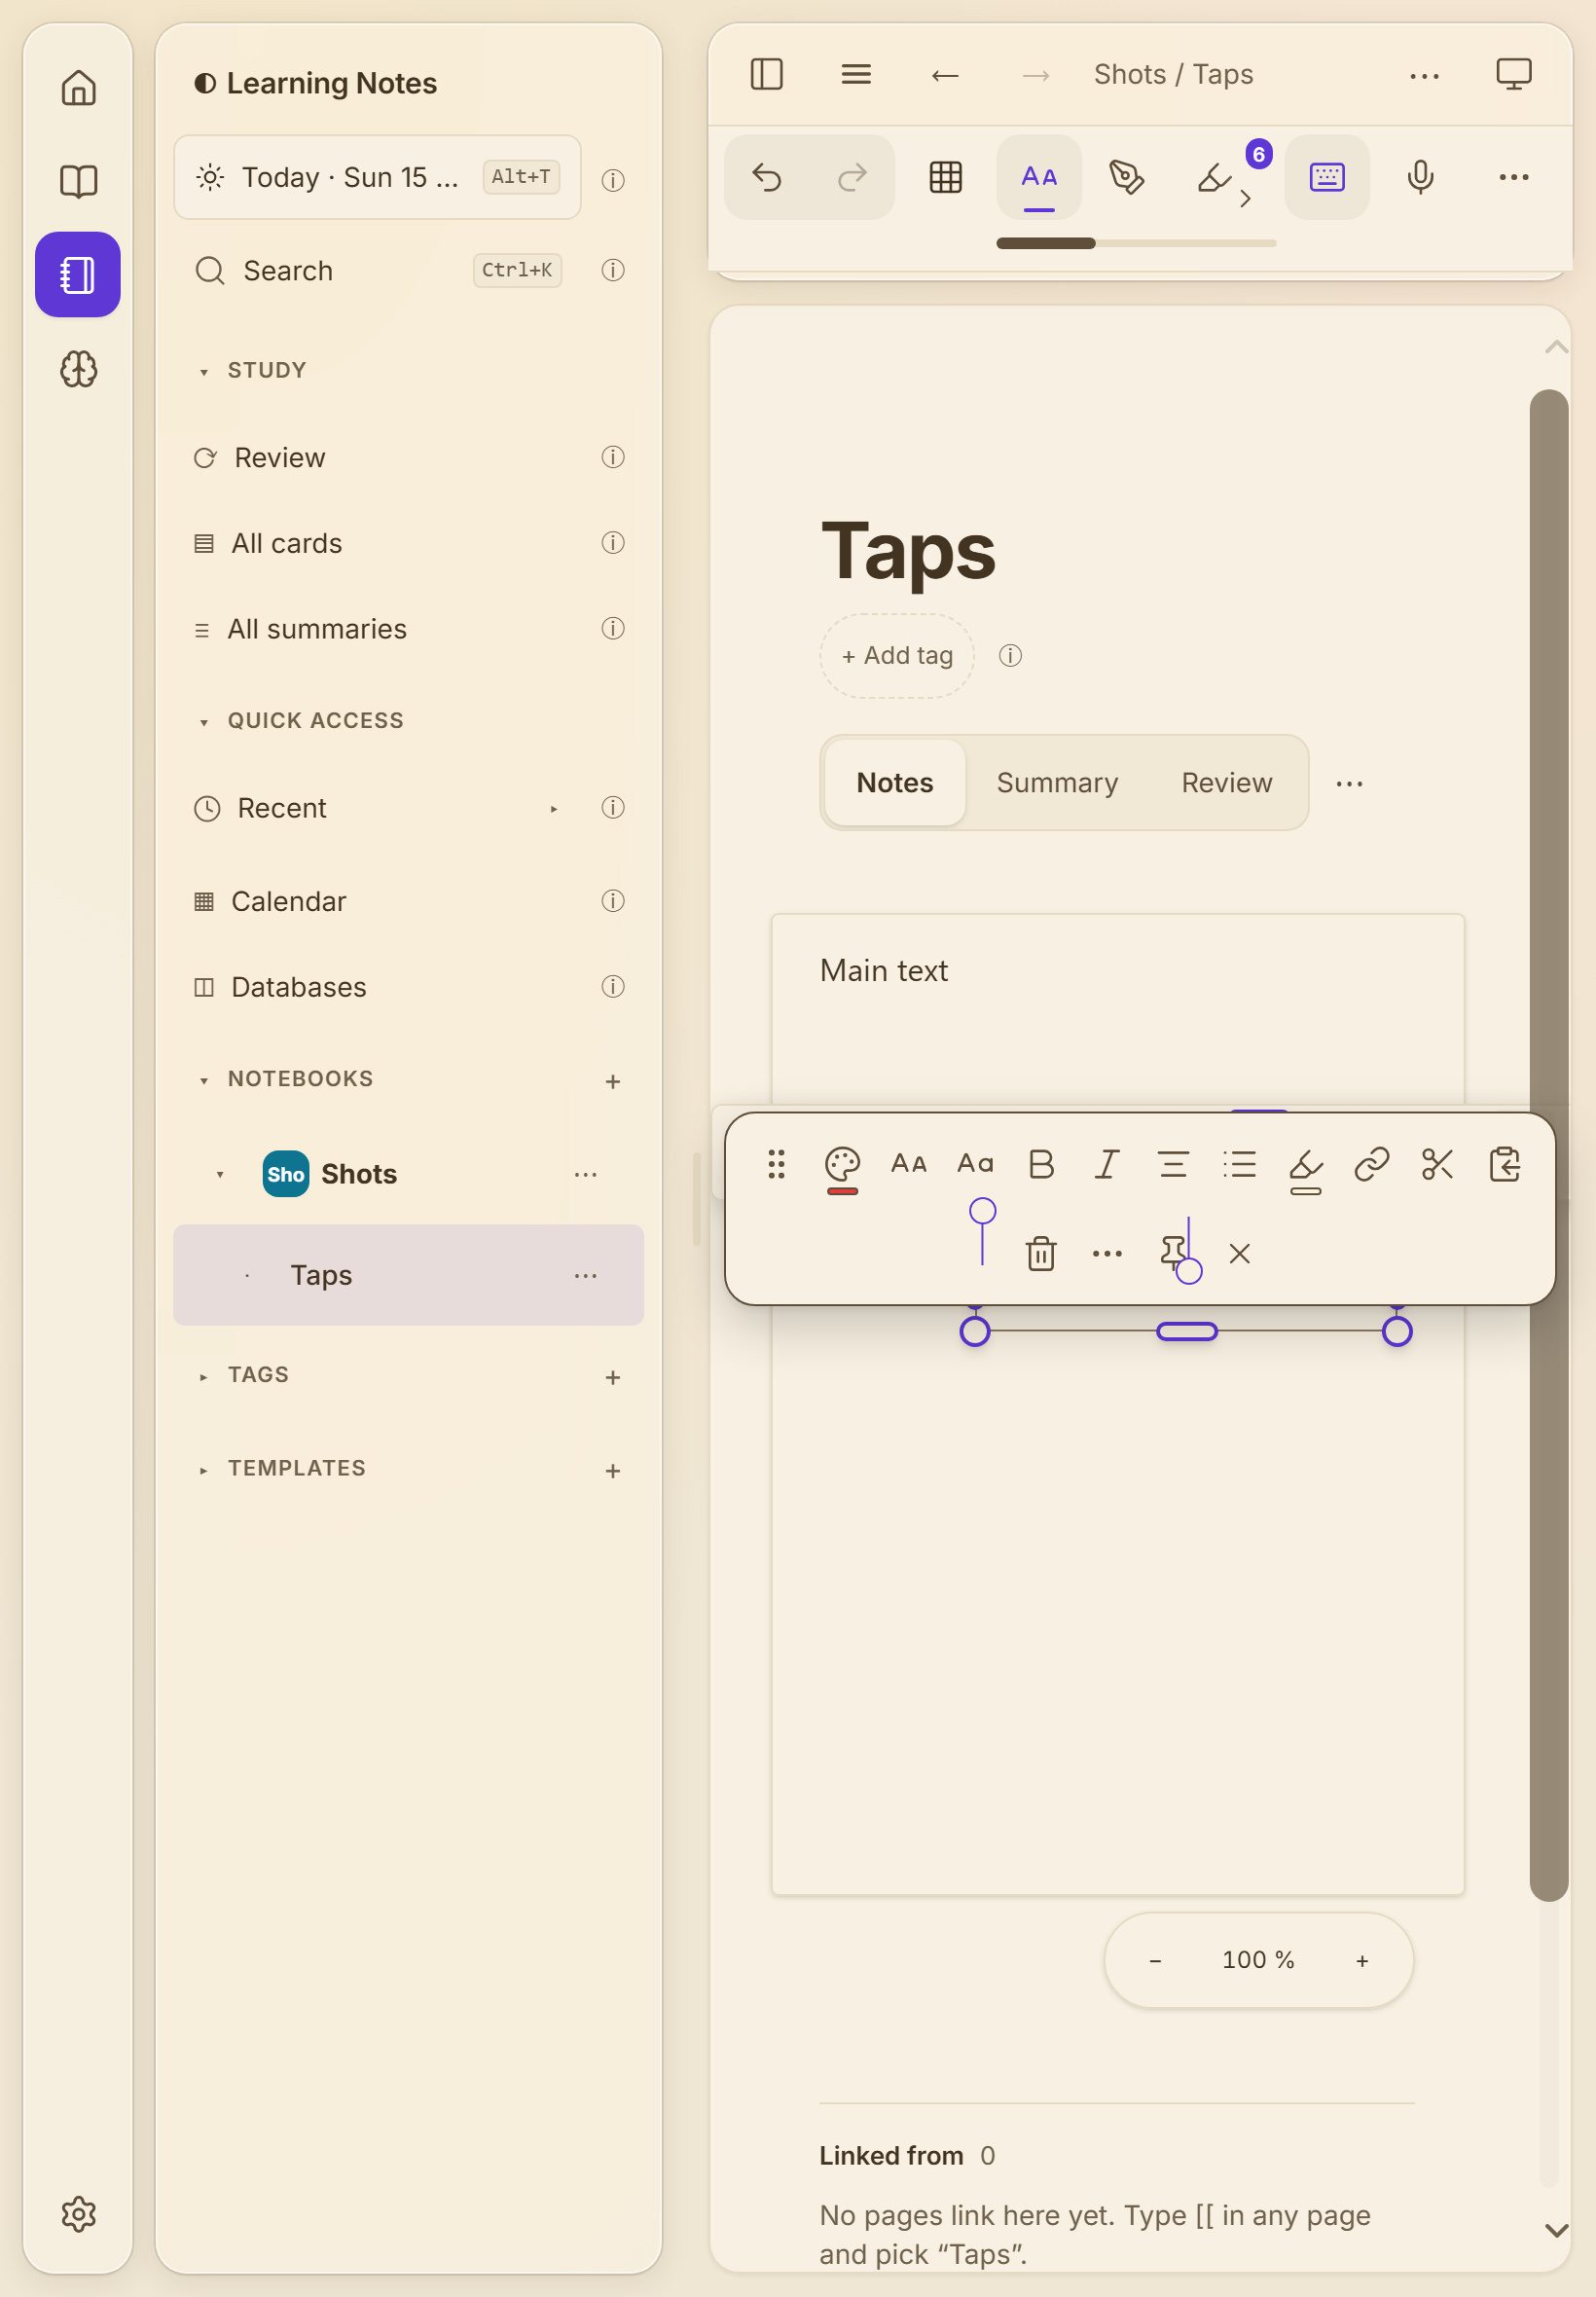 Learning Notes
Today · Sun 15 ...
Alt+T
Search
Ctrl+K
STUDY
Review
All cards
All summaries
QUICK ACCESS
Recent
Calendar
Databases
NOTEBOOKS
Sho Shots
Taps
TAGS
TEMPLATES
Shots / Taps
6
Taps
+ Add tag
Notes
Summary
Review
Main text
− 100 % +
Linked from 0
No pages link here yet. Type [[ in any page
and pick “Taps”.